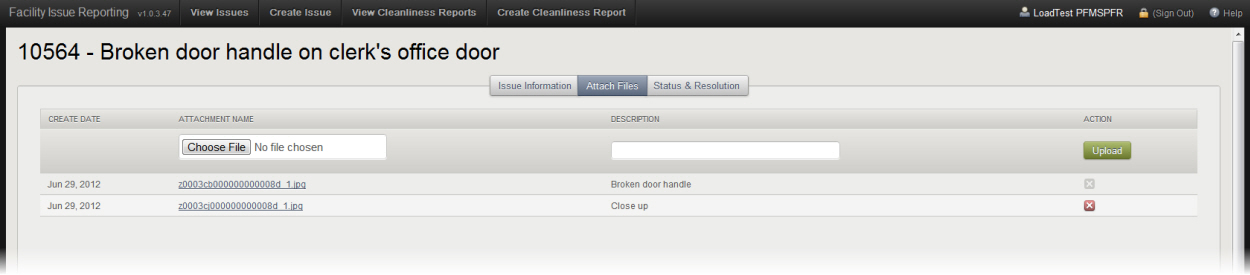 Facility Issue Reporting v1.0.3.47 View Issues Create Issue View Cleanliness Reports Create Cleanliness Report LoadTest PFMSPFR (Sign Out) Help
10564 - Broken door handle on clerk's office door
Issue Information Attach Files Status & Resolution
CREATE DATE ATTACHMENT NAME DESCRIPTION ACTION
Choose File No file chosen Upload
Jun 29, 2012 z0003cb000000000008d_1.jpg Broken door handle
Jun 29, 2012 z0003cj000000000008d_1.jpg Close up